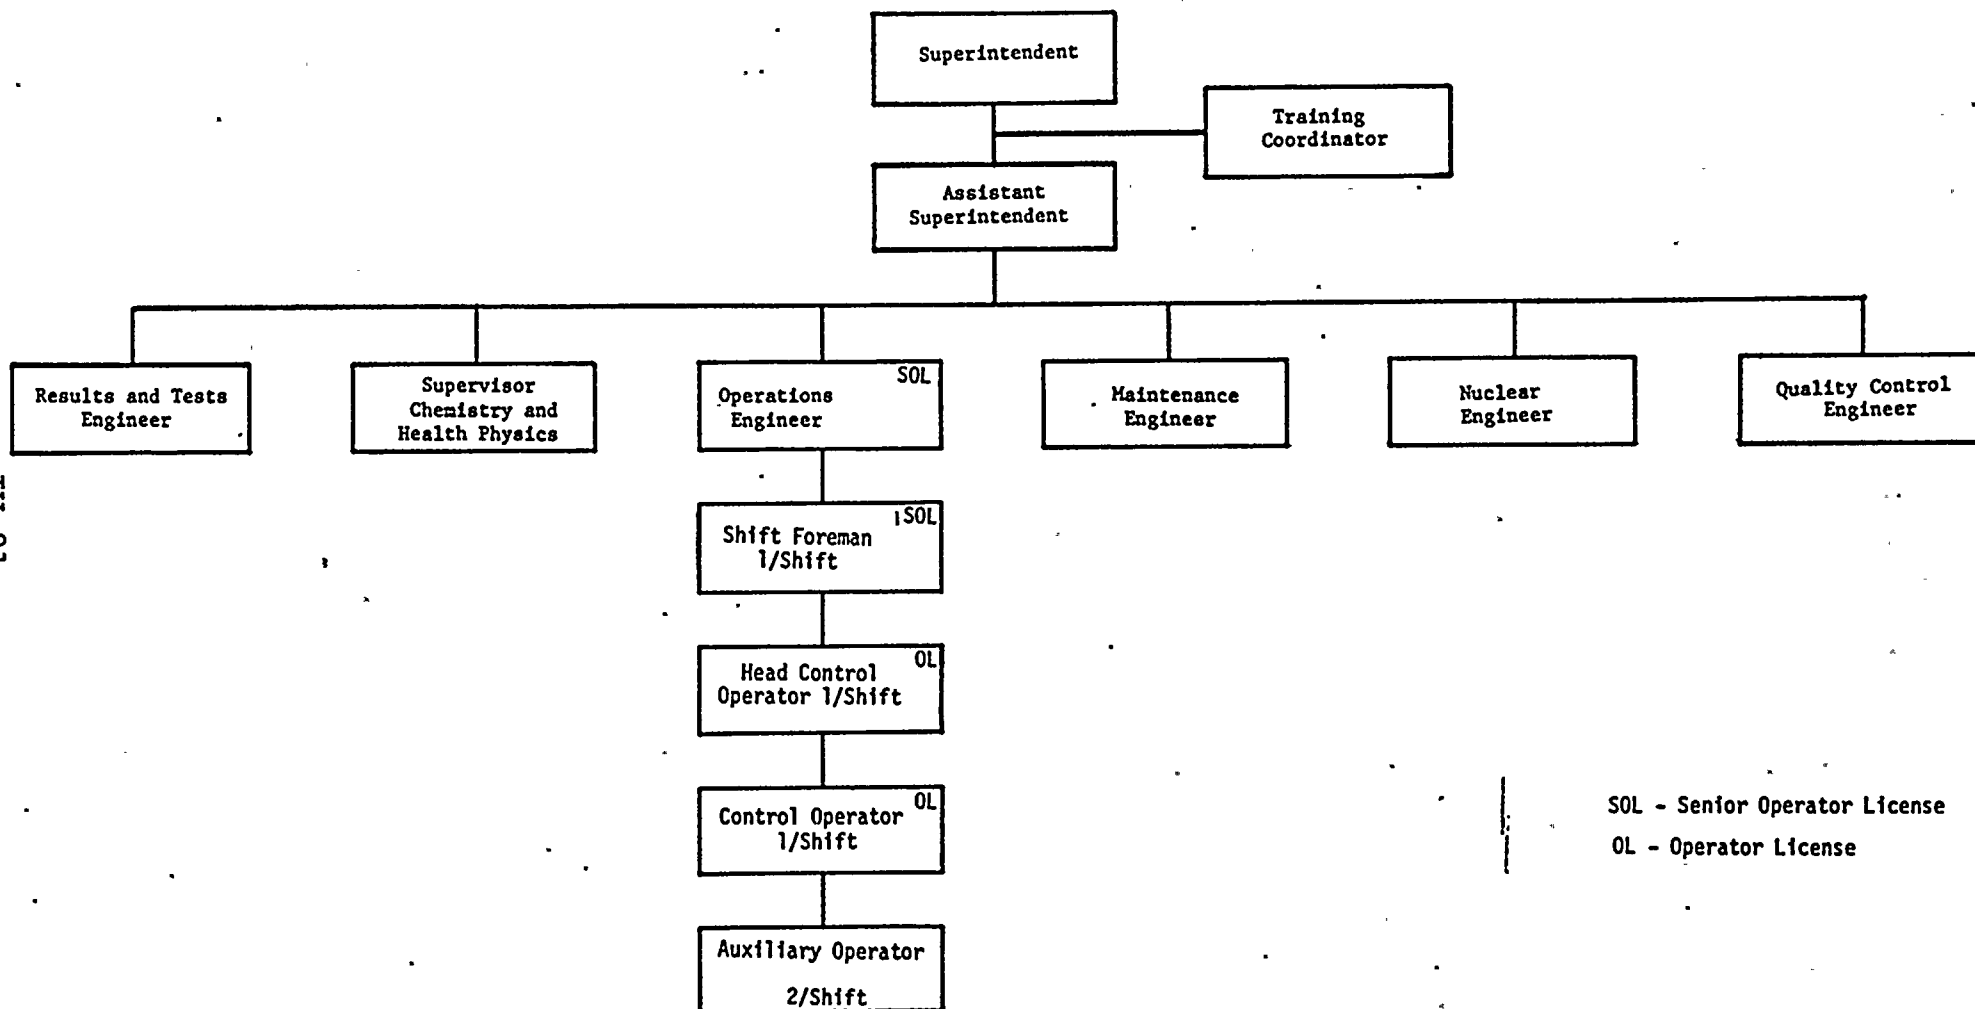 Superintendent
Training
Coordinator
Assistant
Superintendent
Results and Tests
Engineer
Supervisor
Chemistry and
Health Physics
SOL
Operations
Engineer
Maintenance
Engineer
Nuclear
Engineer
Quality Control
Engineer
SOL
Shift Foreman
1/Shift
OL
Head Control
Operator 1/Shift
OL
Control Operator
1/Shift
Auxiliary Operator
2/Shift
SOL - Senior Operator License
OL - Operator License